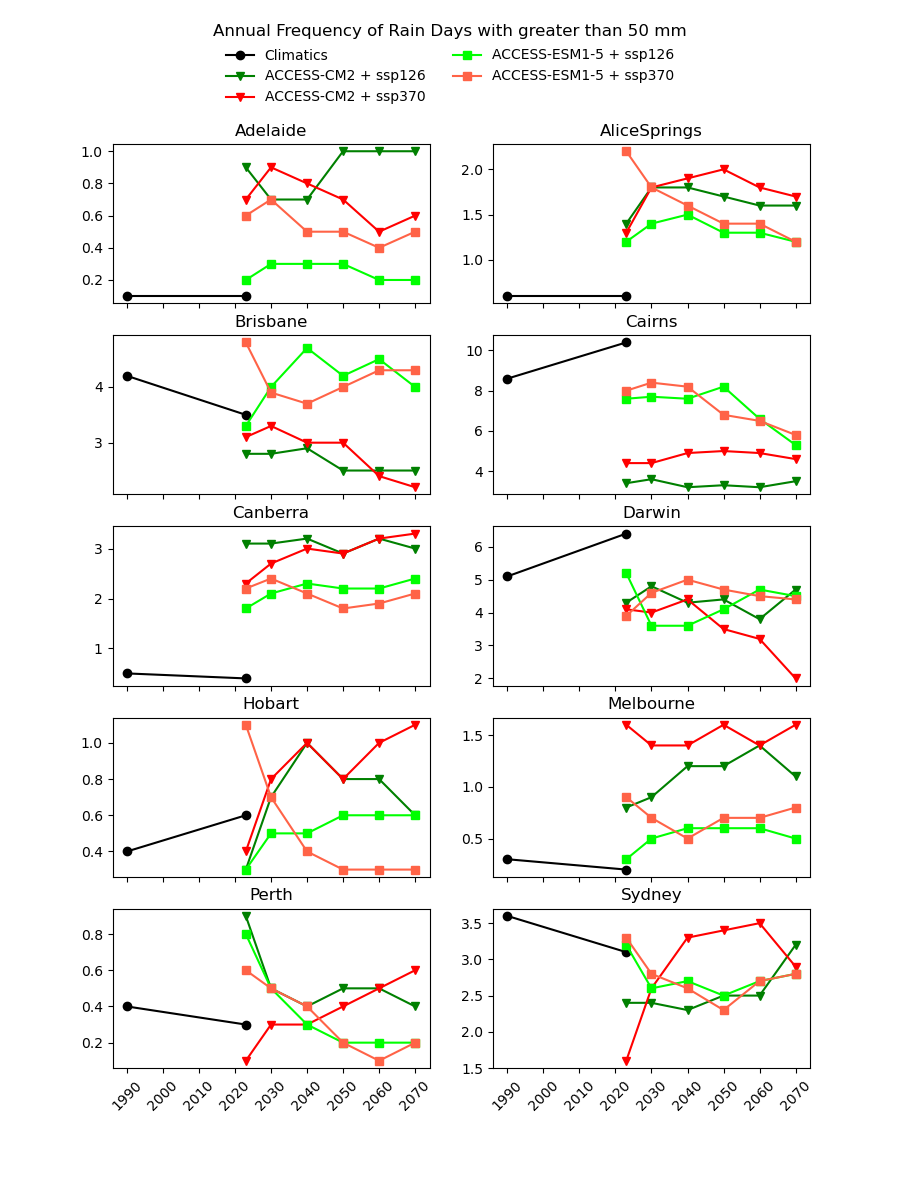 Annual Frequency of Rain Days with greater than 50 mm
Climatics
ACCESS-CM2 + ssp126
ACCESS-CM2 + ssp370
ACCESS-ESM1-5 + ssp126
ACCESS-ESM1-5 + ssp370
Adelaide
1.0
0.8
0.6
0.4
0.2
AliceSprings
2.0
1.5
1.0
Brisbane
4
3
Cairns
10
8
6
4
Canberra
3
2
1
Darwin
6
5
4
3
2
Hobart
1.0
0.8
0.6
0.4
Melbourne
1.5
1.0
0.5
Perth
0.8
0.6
0.4
0.2
1990 2000 2010 2020 2030 2040 2050 2060 2070
Sydney
3.5
3.0
2.5
2.0
1.5
1990 2000 2010 2020 2030 2040 2050 2060 2070